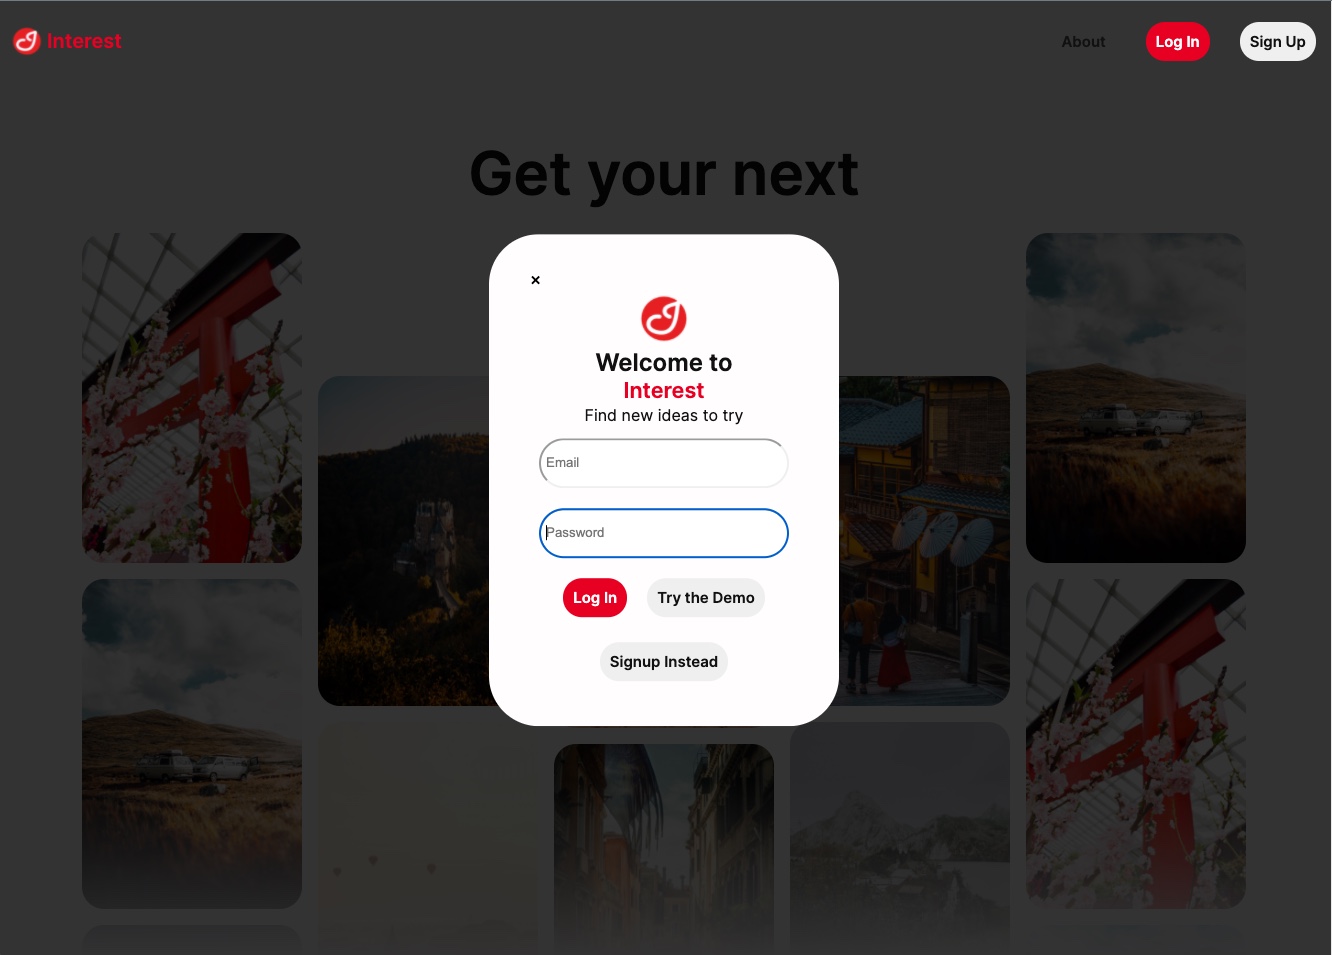 Interest
About
Log In
Sign Up
Get your next
×
Welcome to
Interest
Find new ideas to try
Email
Password
Log In
Try the Demo
Signup Instead